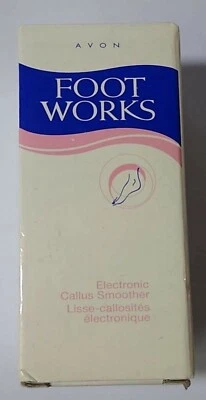 AVON
FOOT
WORKS
Electronic
Callus Smoother
Lisse-callosités
électronique